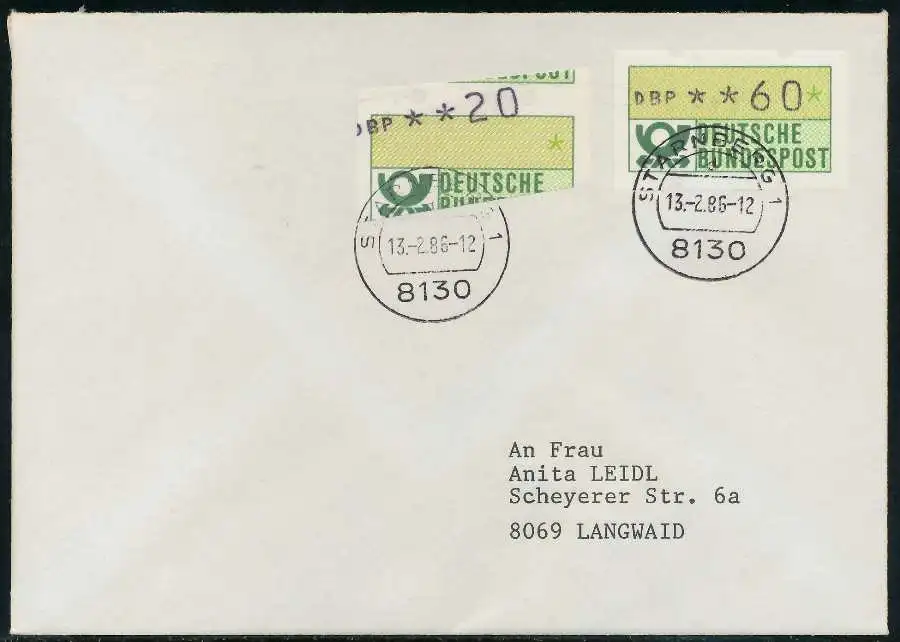 DBP **20
*
DEUTSCHE
13.-2.86-12
1
8130
DBP **60*
DEUTSCHE
BUNDESPOST
STARNBERG 1
13.-2.86-12
8130
An Frau
Anita LEIDL
Scheyerer Str. 6a
8069 LANGWAID